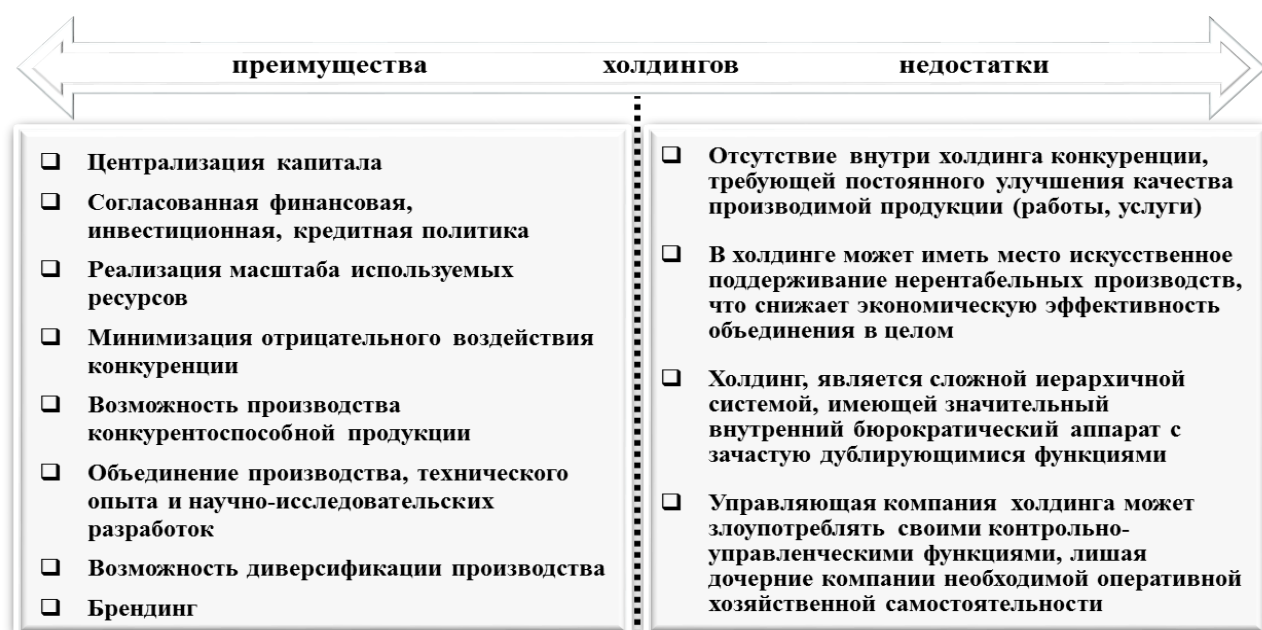 преимущества холдингов недостатки
Централизация капитала
Согласованная финансовая,
инвестиционная, кредитная политика
Реализация масштаба используемых
ресурсов
Минимизация отрицательного воздействия
конкуренции
Возможность производства
конкурентоспособной продукции
Объединение производства, технического
опыта и научно-исследовательских
разработок
Возможность диверсификации производства
Брендинг
Отсутствие внутри холдинга конкуренции,
требующей постоянного улучшения качества
производимой продукции (работы, услуги)
В холдинге может иметь место искусственное
поддерживание нерентабельных производств,
что снижает экономическую эффективность
объединения в целом
Холдинг, является сложной иерархичной
системой, имеющей значительный
внутренний бюрократический аппарат с
зачастую дублирующимися функциями
Управляющая компания холдинга может
злоупотреблять своими контрольно-
управленческими функциями, лишая
дочерние компании необходимой оперативной
хозяйственной самостоятельности